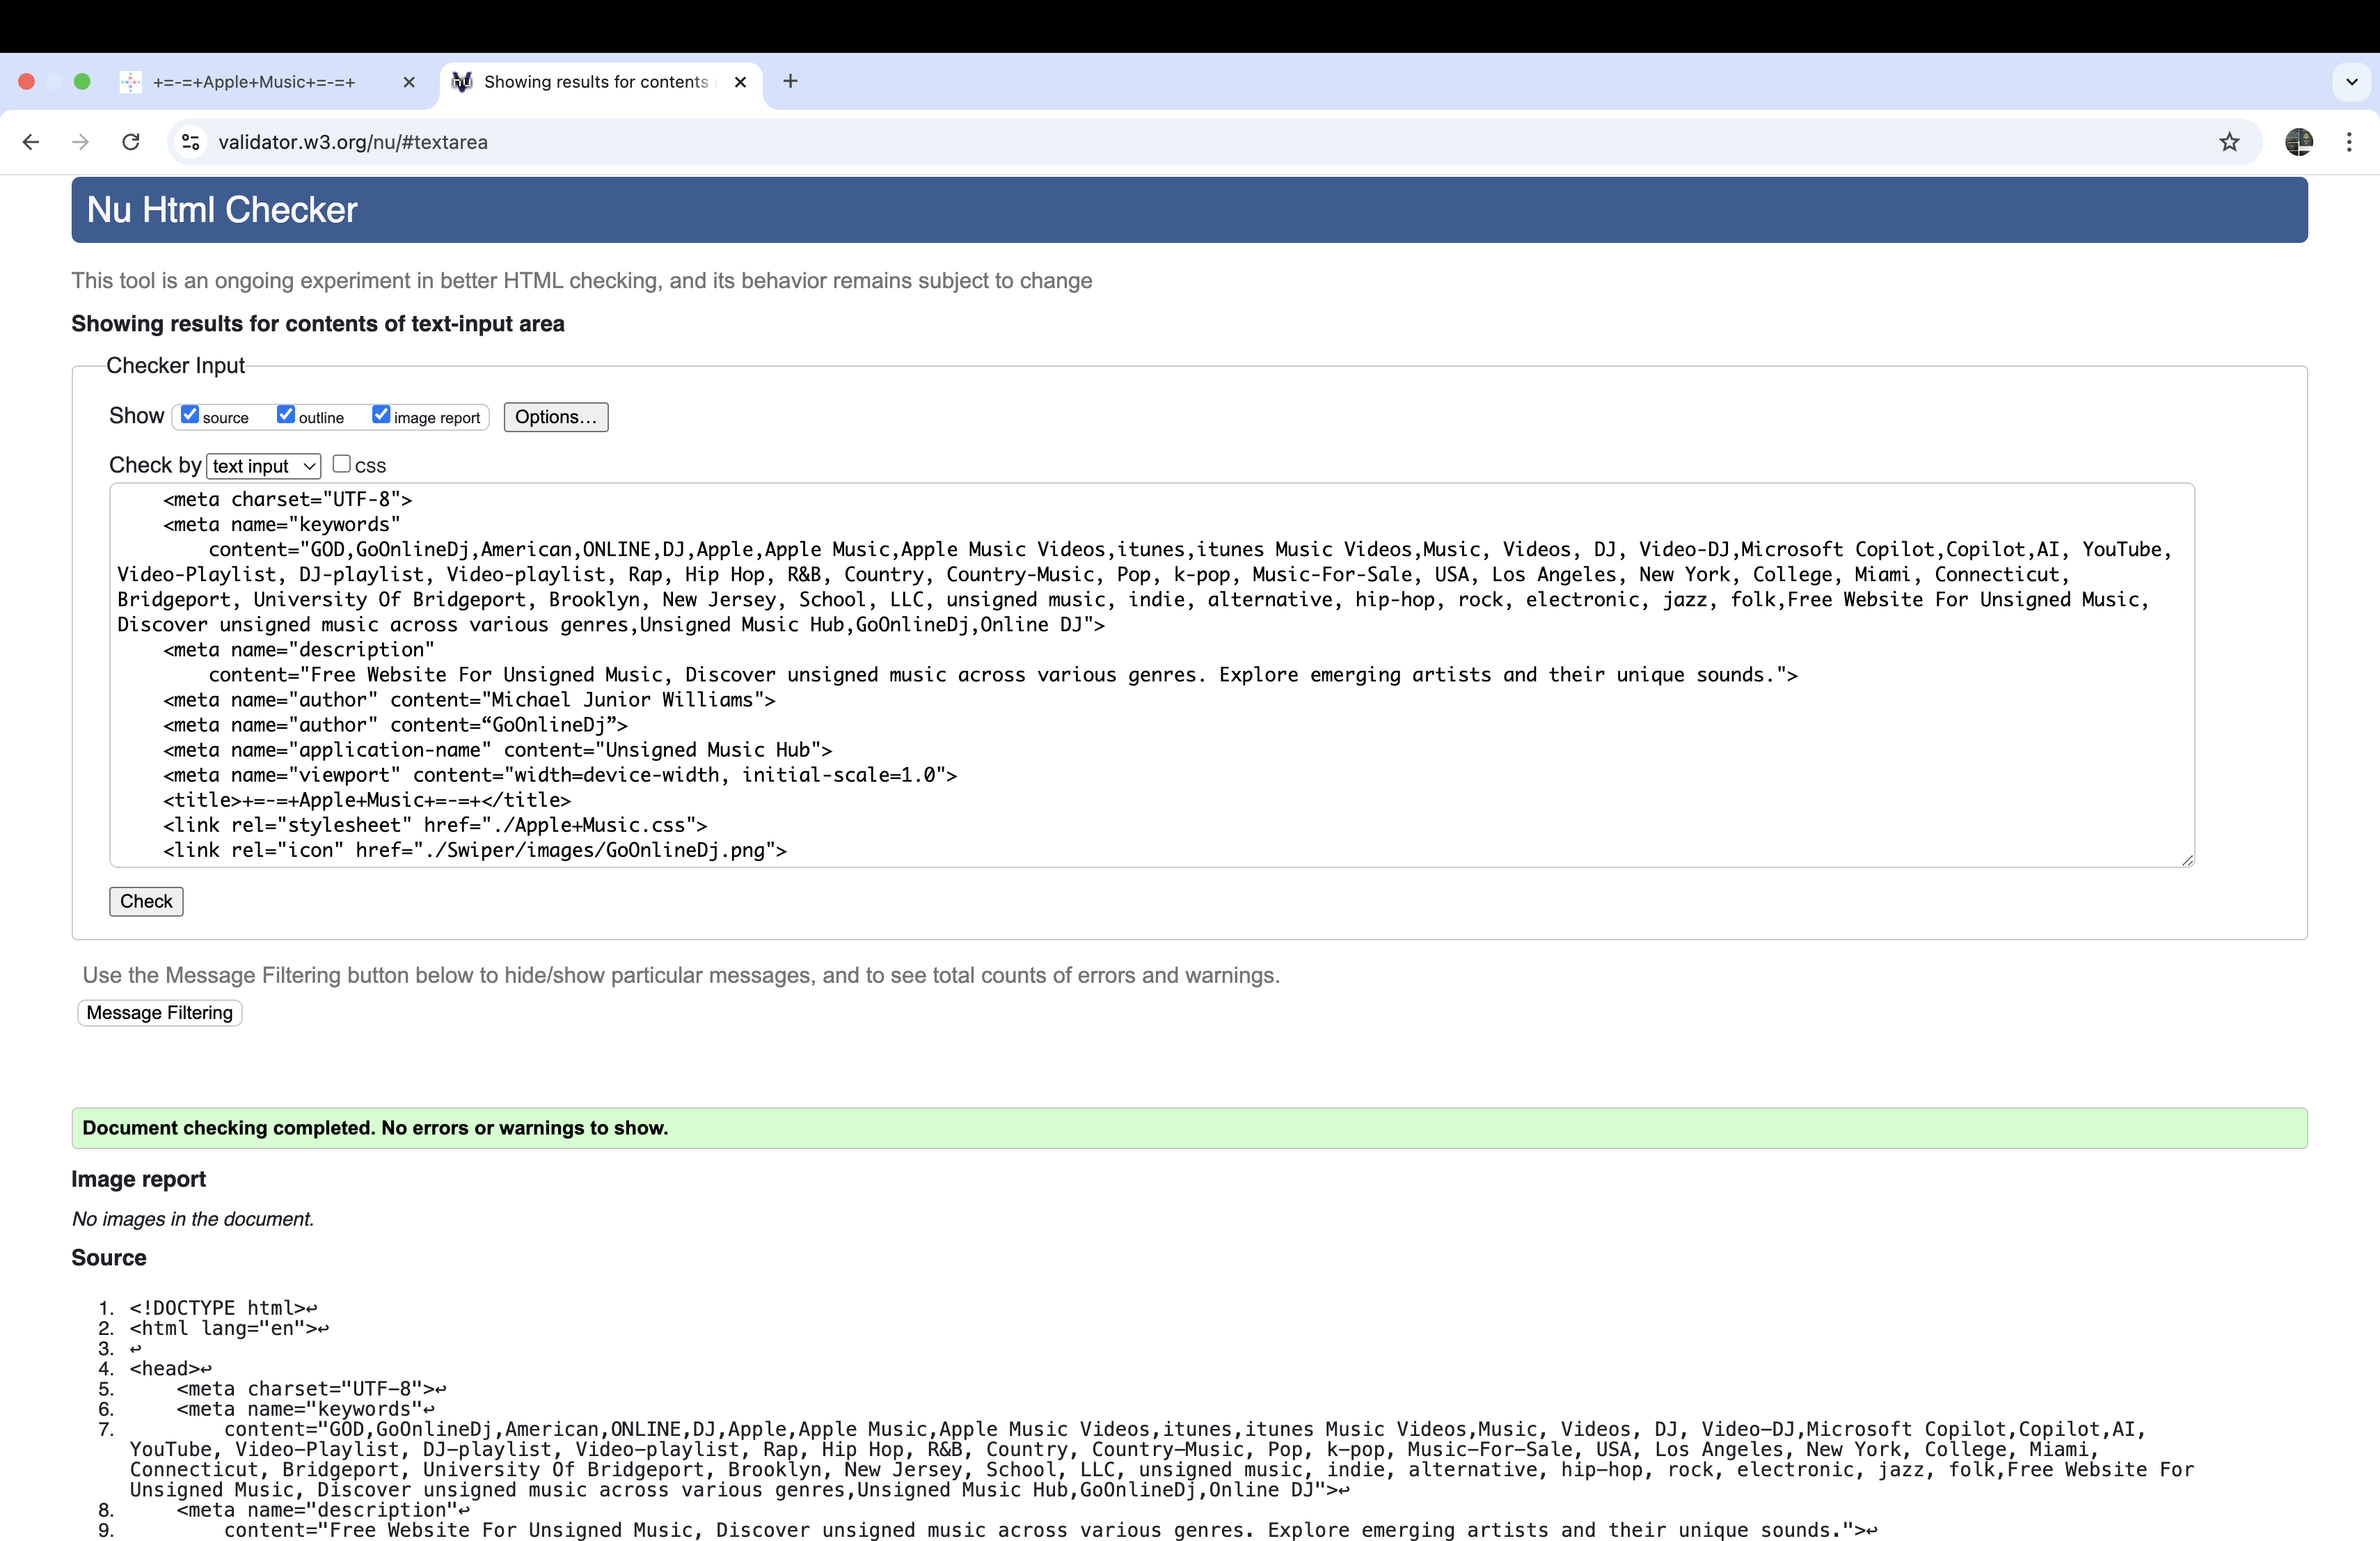 +=-=+Apple+Music+=-=+
Showing results for contents
validator.w3.org/nu/#textarea
Nu Html Checker
This tool is an ongoing experiment in better HTML checking, and its behavior remains subject to change
Showing results for contents of text-input area
Checker Input
Show source outline image report Options...
Check by text input CSS
<meta charset="UTF-8">
<meta name="keywords"
content="GOD,GoOnlineDj,American,ONLINE,DJ,Apple,Apple Music,Apple Music Videos,itunes,itunes Music Videos,Music, Videos, DJ, Video-DJ,Microsoft Copilot,Copilot,AI, YouTube,
Video-Playlist, DJ-playlist, Video-playlist, Rap, Hip Hop, R&B, Country, Country-Music, Pop, k-pop, Music-For-Sale, USA, Los Angeles, New York, College, Miami, Connecticut,
Bridgeport, University Of Bridgeport, Brooklyn, New Jersey, School, LLC, unsigned music, indie, alternative, hip-hop, rock, electronic, jazz, folk,Free Website For Unsigned Music,
Discover unsigned music across various genres,Unsigned Music Hub,GoOnlineDj,Online DJ">
<meta name="description"
content="Free Website For Unsigned Music, Discover unsigned music across various genres. Explore emerging artists and their unique sounds.">
<meta name="author" content="Michael Junior Williams">
<meta name="author" content=“GoOnlineDj”>
<meta name="application-name" content="Unsigned Music Hub">
<meta name="viewport" content="width=device-width, initial-scale=1.0">
<title>+=-=+Apple+Music+=-=+</title>
<link rel="stylesheet" href="./Apple+Music.css">
<link rel="icon" href="./Swiper/images/GoOnlineDj.png">
Check
Use the Message Filtering button below to hide/show particular messages, and to see total counts of errors and warnings.
Message Filtering
Document checking completed. No errors or warnings to show.
Image report
No images in the document.
Source
1. <!DOCTYPE html>↩
2. <html lang="en">↩
3. ↩
4. <head>↩
5. <meta charset="UTF-8">↩
6. <meta name="keywords"↩
7. content="GOD,GoOnlineDj,American,ONLINE,DJ,Apple,Apple Music,Apple Music Videos,itunes,itunes Music Videos,Music, Videos, DJ, Video-DJ,Microsoft Copilot,Copilot,AI,
YouTube, Video-Playlist, DJ-playlist, Video-playlist, Rap, Hip Hop, R&B, Country, Country-Music, Pop, k-pop, Music-For-Sale, USA, Los Angeles, New York, College, Miami,
Connecticut, Bridgeport, University Of Bridgeport, Brooklyn, New Jersey, School, LLC, unsigned music, indie, alternative, hip-hop, rock, electronic, jazz, folk,Free Website For
Unsigned Music, Discover unsigned music across various genres,Unsigned Music Hub,GoOnlineDj,Online DJ">↩
8. <meta name="description"↩
9. content="Free Website For Unsigned Music, Discover unsigned music across various genres. Explore emerging artists and their unique sounds.">↩